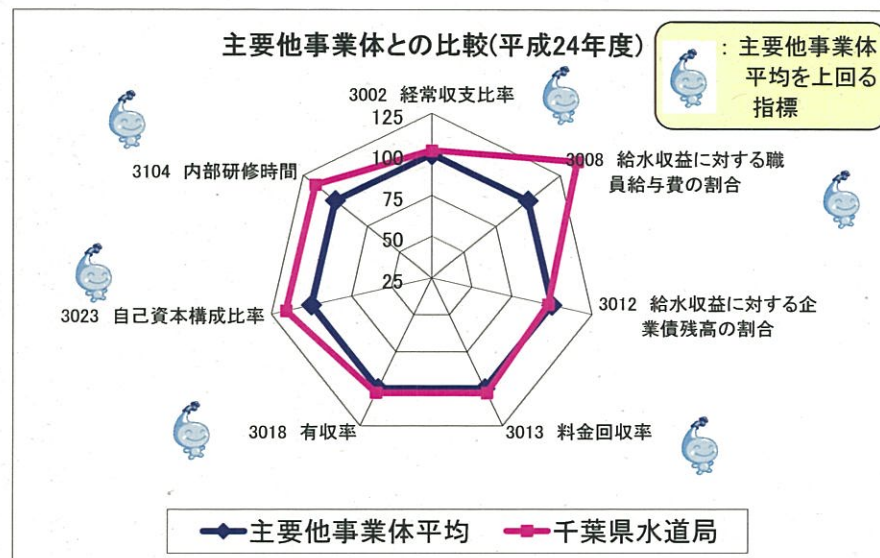 主要他事業体との比較(平成24年度)
: 主要他事業体
平均を上回る
指標
3002 経常収支比率
3008 給水収益に対する職
員給与費の割合
3012 給水収益に対する企
業債残高の割合
3013 料金回収率
3018 有収率
3023 自己資本構成比率
3104 内部研修時間
125
100
75
50
25
主要他事業体平均
千葉県水道局